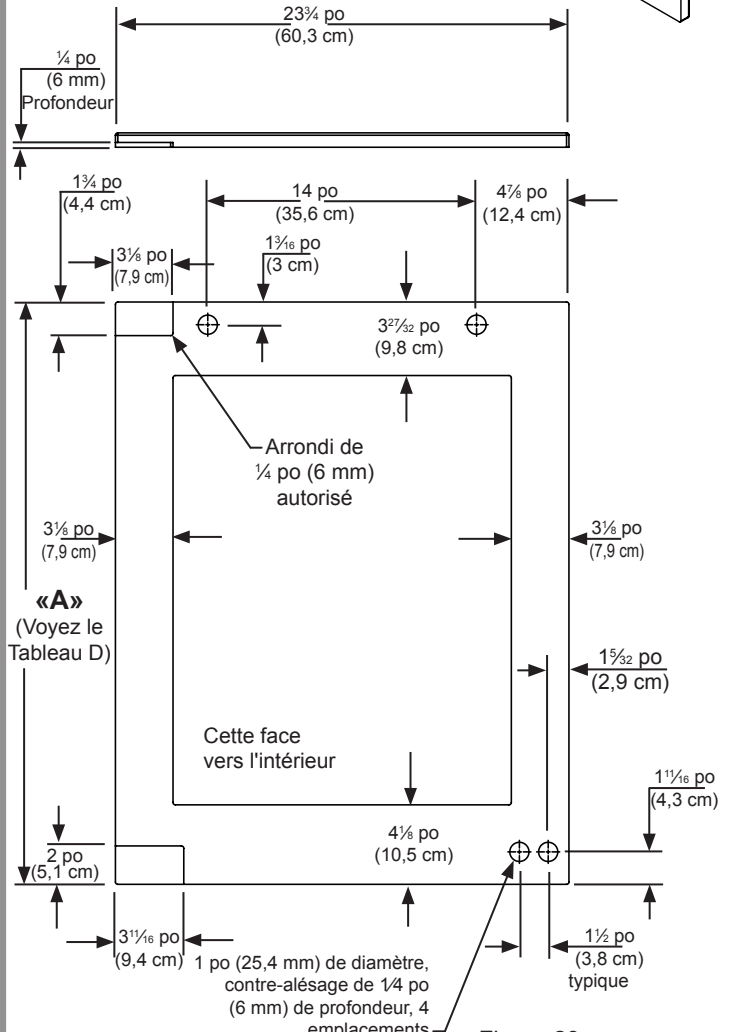 23¾ po
(60,3 cm)
¼ po
(6 mm)
Profondeur
1¾ po
(4,4 cm)
14 po
(35,6 cm)
4⅞ po
(12,4 cm)
3⅛ po
(7,9 cm)
1³⁄₁₆ po
(3 cm)
3²⁷⁄₃₂ po
(9,8 cm)
Arrondi de
¼ po (6 mm)
autorisé
3⅛ po
(7,9 cm)
3⅛ po
(7,9 cm)
«A»
(Voyez le
Tableau D)
1⁵⁄₃₂ po
(2,9 cm)
Cette face
vers l'intérieur
1¹¹⁄₁₆ po
(4,3 cm)
4⅛ po
(10,5 cm)
2 po
(5,1 cm)
3¹¹⁄₁₆ po
(9,4 cm)
1½ po
(3,8 cm)
typique
1 po (25,4 mm) de diamètre,
contre-alésage de 1⁄4 po
(6 mm) de profondeur, 4
emplacements